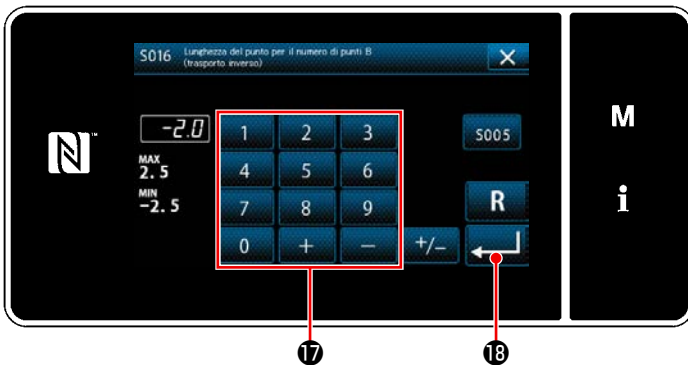 S016 Lunghezza del punto per il numero di punti B
(trasporto inverso)
-2.0
MAX
2.5
MIN
-2.5
1 2 3
4 5 6
7 8 9
0 + - +/-
S005
R
M
i
N™
⓱ ⓲